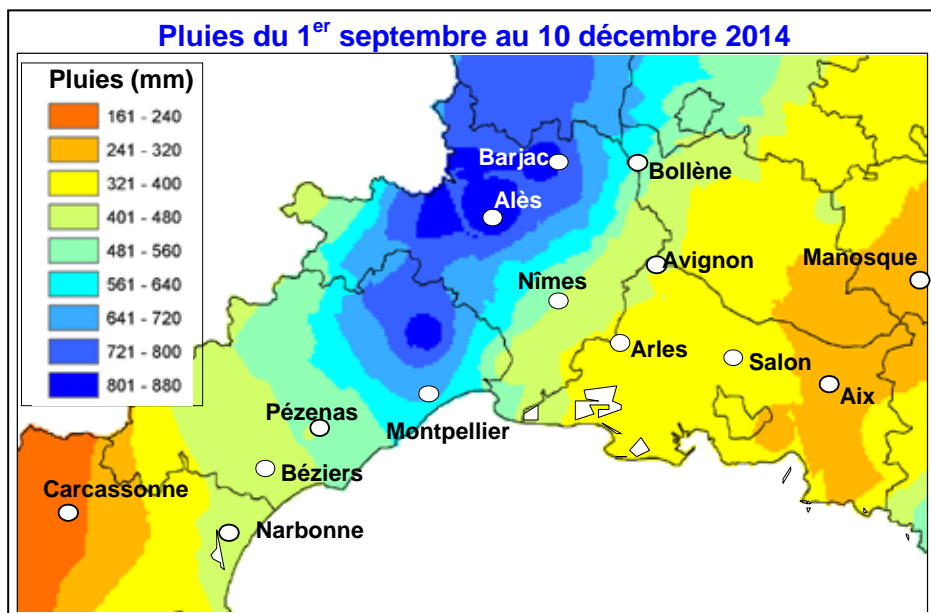 Pluies du 1er septembre au 10 décembre 2014
Pluies (mm)
161 - 240
241 - 320
321 - 400
401 - 480
481 - 560
561 - 640
641 - 720
721 - 800
801 - 880
Barjac
Bollène
Alès
Avignon
Manosque
Nîmes
Arles
Salon
Aix
Pézenas
Montpellier
Béziers
Carcassonne
Narbonne